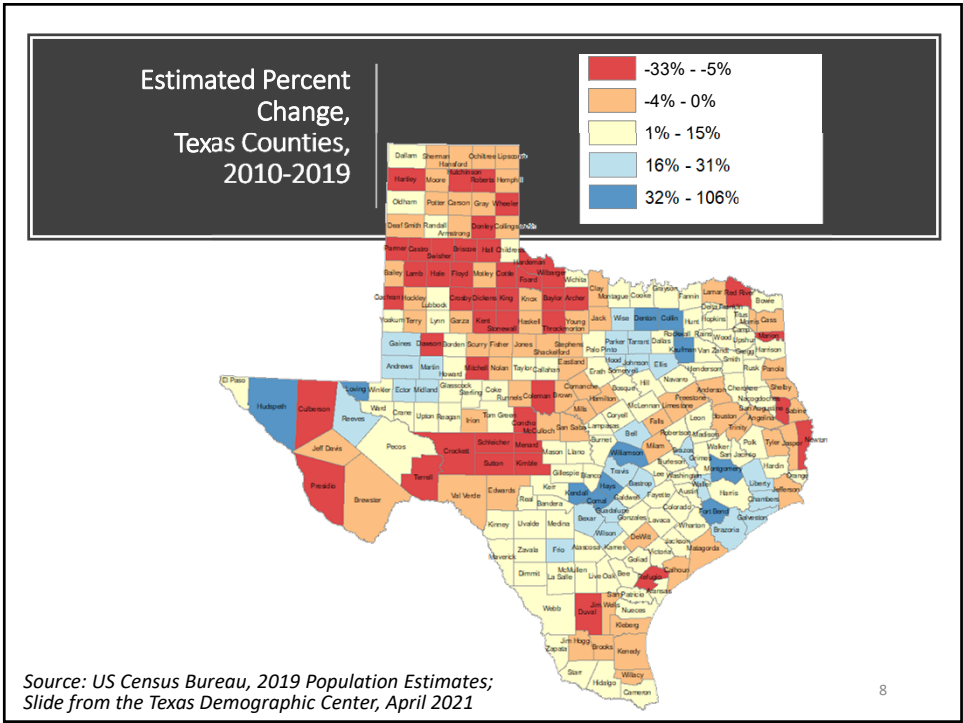 Estimated Percent
Change,
Texas Counties,
2010-2019
-33% - -5%
-4% - 0%
1% - 15%
16% - 31%
32% - 106%
Dallam Sherman Ochiltree Lipscomb
Hansford
Hutchinson
Hartley Moore Roberts Hemphill
Oldham Potter Carson Gray Wheeler
Deaf Smith Randall Donley Collingsworth
Armstrong
Parmer Castro Briscoe Hall Childress
Swisher
Hardeman
Bailey Lamb Hale Floyd Motley Cottle Wilbarger Wichita
Foard
Clay
Montague Cooke Grayson Fannin Lamar Red River
Bowie
Cochran Hockley Crosby Dickens King Knox Baylor Archer
Lubbock
Delta Franklin
Titus
Morris Cass
Yoakum Terry Lynn Garza Kent Haskell Young Jack Wise Denton Collin Hunt Hopkins
Stonewall Throckmorton
Camp
Rockwall Rains Wood Upshur Marion
Gaines Dawson Borden Scurry Fisher Jones Stephens Palo Pinto Parker Tarrant Dallas Kaufman Van Zandt Gregg Harrison
Shackelford
Smith
Andrews Martin Mitchell Nolan Taylor Callahan Eastland Erath Hood Johnson Ellis Henderson Rusk Panola
Howard Somervell
El Paso
Hudspeth Culberson Loving Winkler Ector Midland Glasscock Coke Coleman Brown Comanche Bosque Hill Navarro Anderson Cherokee Shelby
Sterling Runnels Hamilton Freestone Nacogdoches
Reeves Ward Crane Upton Reagan Irion Tom Green Concho Mills McLennan Limestone Houston San Augustine Sabine
McCulloch Coryell Leon Angelina
San Saba Lampasas Falls Trinity
Jeff Davis Pecos Crockett Schleicher Menard Mason Llano Burnet Bell Robertson Madison Walker Polk Tyler Jasper Newton
Milam Brazos Grimes San Jacinto
Sutton Kimble Williamson Burleson Montgomery Hardin
Terrell Gillespie Blanco Travis Lee Washington Liberty Orange
Presidio Brewster Val Verde Edwards Kerr Kendall Hays Bastrop Austin Waller Harris Chambers Jefferson
Real Bandera Comal Caldwell Fayette
Guadalupe Colorado Fort Bend Galveston
Kinney Uvalde Medina Bexar Gonzales Lavaca Wharton Brazoria
Wilson
Maverick Zavala Frio Atascosa Karnes DeWitt Jackson Matagorda
Victoria
Goliad
Dimmit McMullen Live Oak Bee Refugio Calhoun
La Salle
San Patricio Aransas
Webb Duval Jim Wells Nueces
Kleberg
Zapata Jim Hogg Brooks Kenedy
Starr Hidalgo Willacy
Cameron
Source: US Census Bureau, 2019 Population Estimates;
Slide from the Texas Demographic Center, April 2021
8